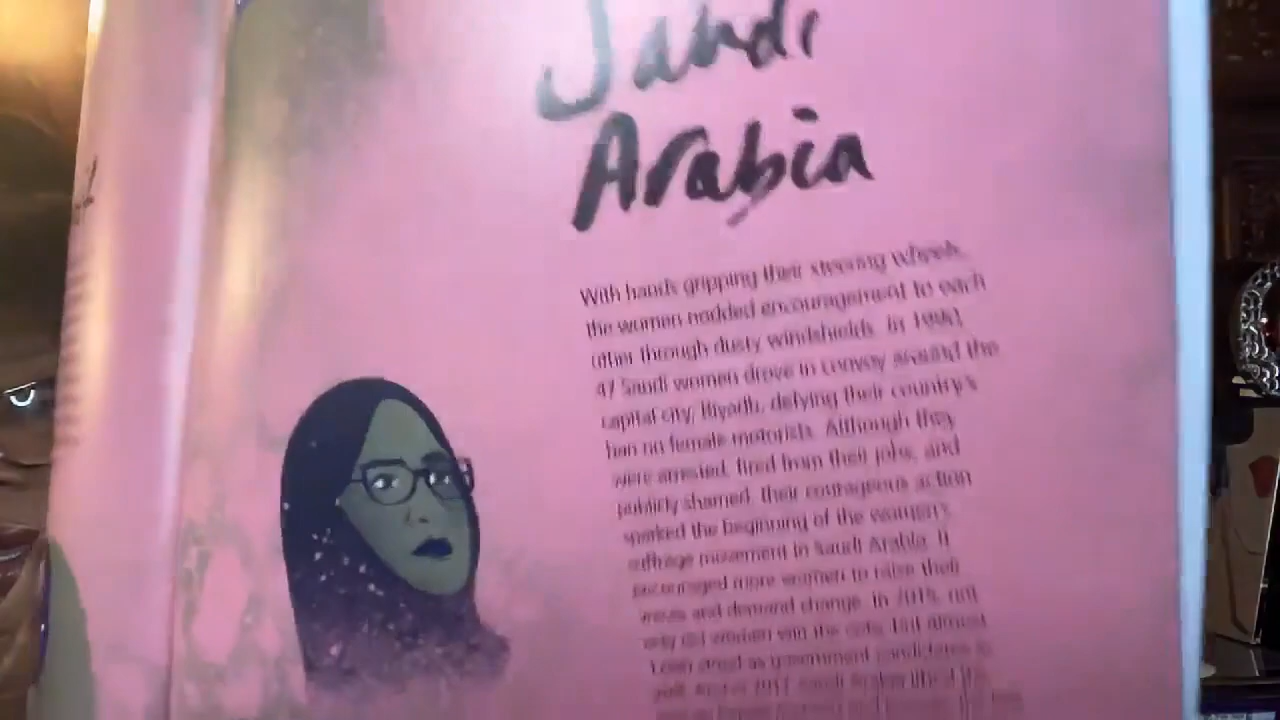 Saudi
Arabia
With hands gripping their steering wheels,
the women nodded encouragement to each
other through dusty windshields. In 1990,
47 Saudi women drove in convoy around the
capital city, Riyadh, defying their country's
ban on female motorists. Although they
were arrested, fired from their jobs, and
publicly shamed, their courageous action
sparked the beginning of the women's
suffrage movement in Saudi Arabia. It
encouraged more women to raise their
voices and demand change. In 2015, not
only did women win the vote, but almost
1,000 stood as government candidates